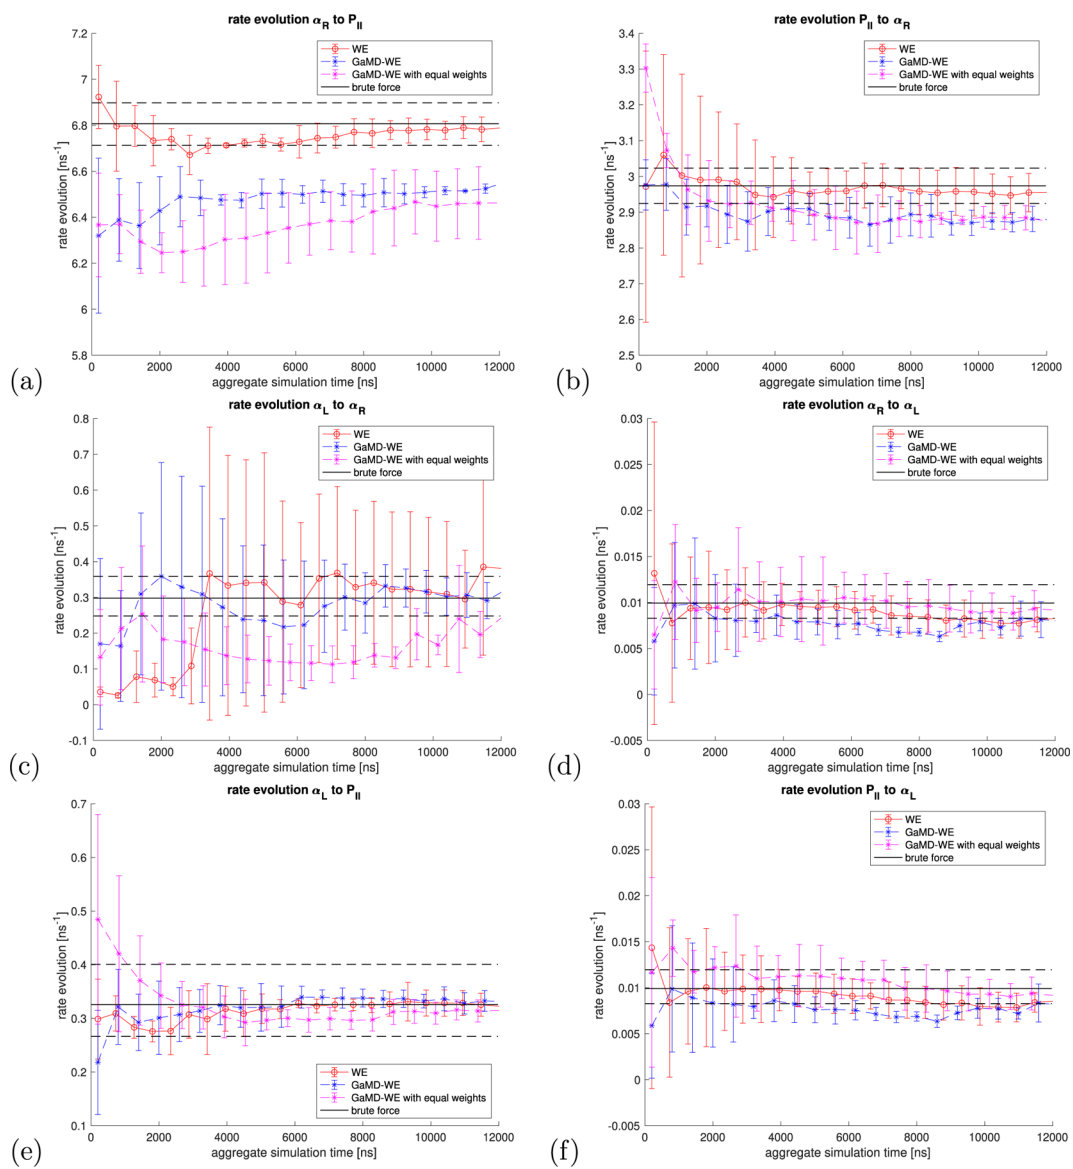 rate evolution αR to PII
7.2
7
6.8
6.6
6.4
6.2
6
5.8
rate evolution [ns-1]
0 2000 4000 6000 8000 10000 12000
aggregate simulation time [ns]
WE
GaMD-WE
GaMD-WE with equal weights
brute force
(a)
rate evolution PII to αR
3.4
3.3
3.2
3.1
3
2.9
2.8
2.7
2.6
2.5
rate evolution [ns-1]
0 2000 4000 6000 8000 10000 12000
aggregate simulation time [ns]
WE
GaMD-WE
GaMD-WE with equal weights
brute force
(b)
rate evolution αL to αR
0.8
0.7
0.6
0.5
0.4
0.3
0.2
0.1
0
-0.1
rate evolution [ns-1]
0 2000 4000 6000 8000 10000 12000
aggregate simulation time [ns]
WE
GaMD-WE
GaMD-WE with equal weights
brute force
(c)
rate evolution αR to αL
0.03
0.025
0.02
0.015
0.01
0.005
0
-0.005
rate evolution [ns-1]
0 2000 4000 6000 8000 10000 12000
aggregate simulation time [ns]
WE
GaMD-WE
GaMD-WE with equal weights
brute force
(d)
rate evolution αL to PII
0.7
0.6
0.5
0.4
0.3
0.2
0.1
rate evolution [ns-1]
0 2000 4000 6000 8000 10000 12000
aggregate simulation time [ns]
WE
GaMD-WE
GaMD-WE with equal weights
brute force
(e)
rate evolution PII to αL
0.03
0.025
0.02
0.015
0.01
0.005
0
-0.005
rate evolution [ns-1]
0 2000 4000 6000 8000 10000 12000
aggregate simulation time [ns]
WE
GaMD-WE
GaMD-WE with equal weights
brute force
(f)